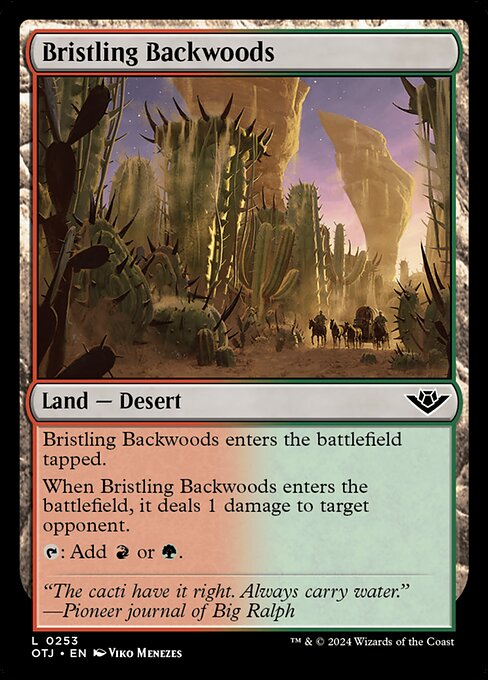 Bristling Backwoods
Land — Desert
Bristling Backwoods enters the battlefield
tapped.
When Bristling Backwoods enters the
battlefield, it deals 1 damage to target
opponent.
: Add or .
“The cacti have it right. Always carry water.”
—Pioneer journal of Big Ralph
L 0253
OTJ • EN Viko Menezes
™ & © 2024 Wizards of the Coast